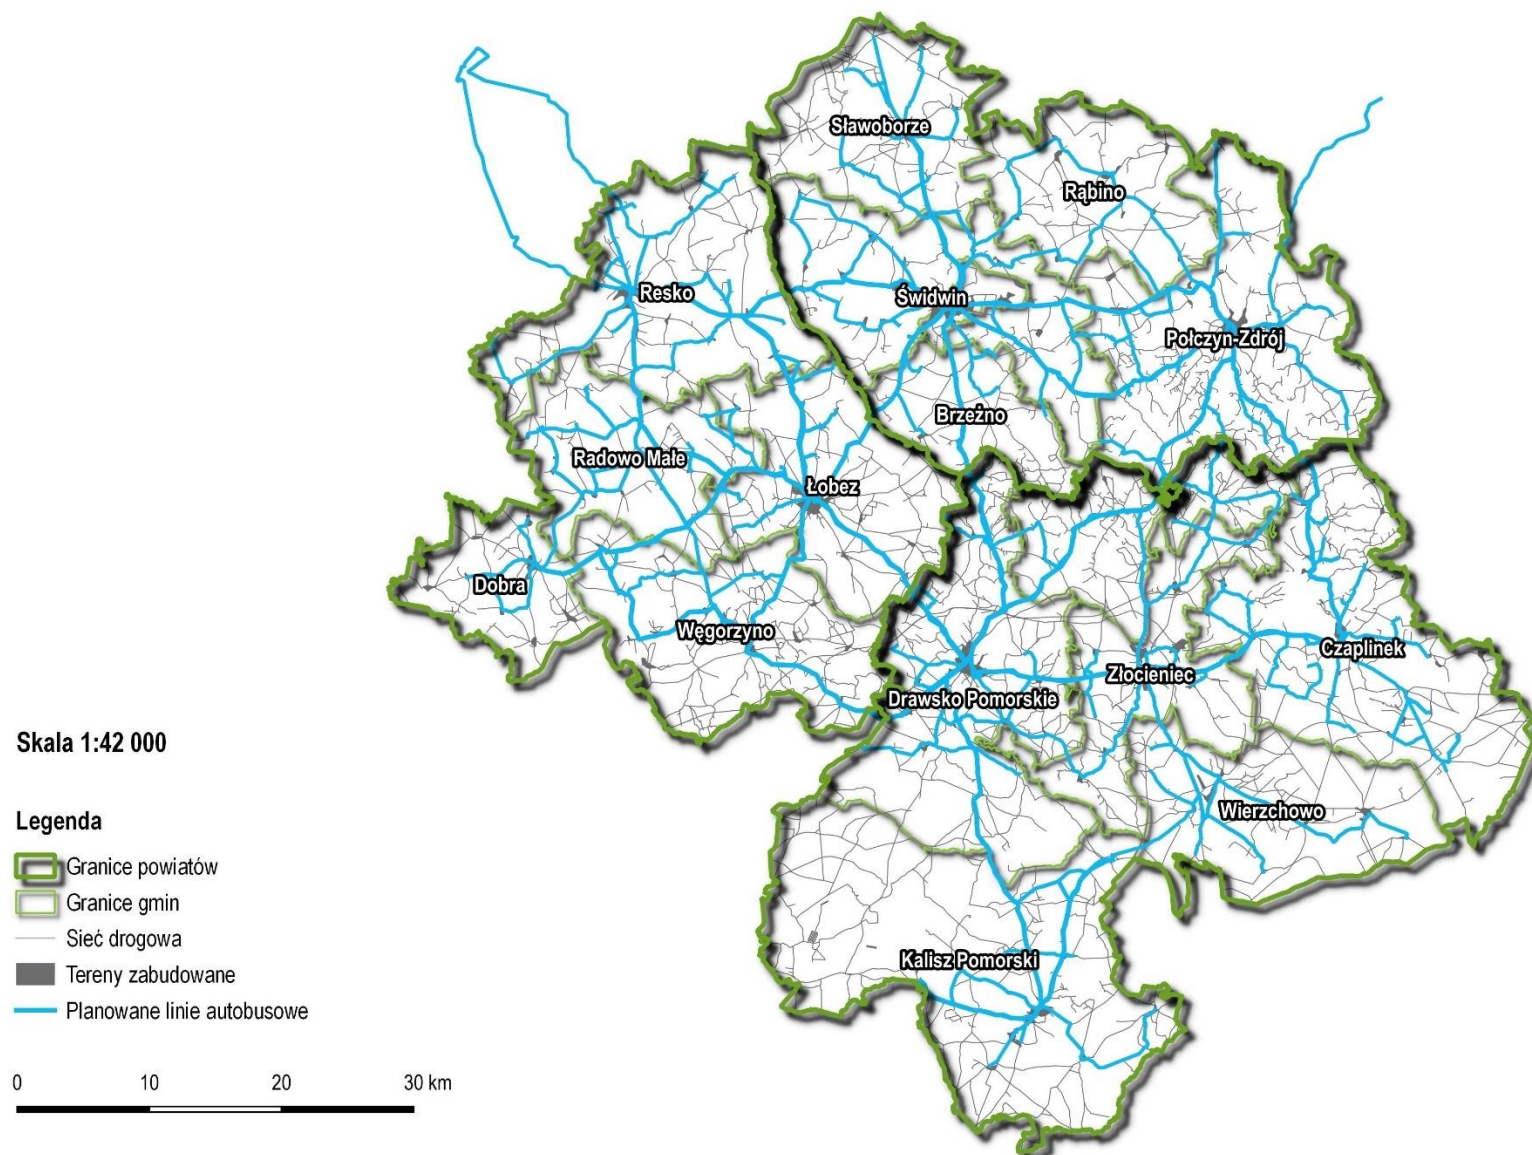 Sławoborze
Rąbino
Resko
Świdwin
Połczyn-Zdrój
Brzeżno
Radowo Małe
Łobez
Dobra
Węgorzyno
Czaplinek
Złocieniec
Drawsko Pomorskie
Wierzchowo
Kalisz Pomorski
Skala 1:42 000
Legenda
Granice powiatów
Granice gmin
Sieć drogowa
Tereny zabudowane
Planowane linie autobusowe
0 10 20 30 km